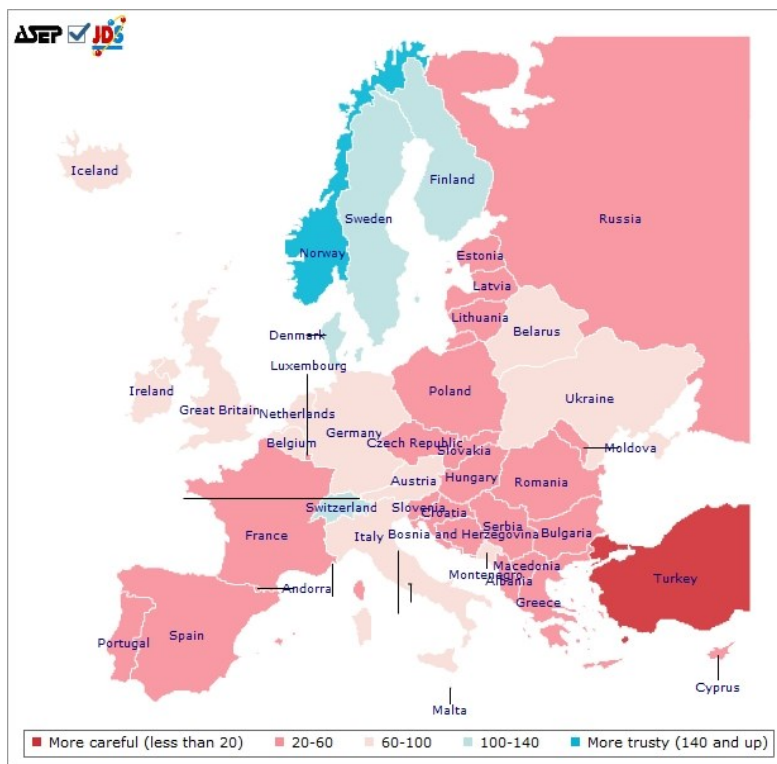 ASEP JDS
Iceland
Finland
Sweden
Russia
Norway
Estonia
Latvia
Lithuania
Belarus
Denmark
Luxembourg
Ireland
Poland
Ukraine
Great Britain
Netherlands
Germany
Belgium
Czech Republic
Slovakia
Moldova
Austria
Hungary
Romania
Switzerland
Slovenia
Croatia
France
Italy
Bosnia and Herzegovina
Serbia
Bulgaria
Macedonia
Montenegro
Albania
Turkey
Andorra
Greece
Portugal
Spain
Cyprus
Malta
More careful (less than 20) 20-60 60-100 100-140 More trusty (140 and up)